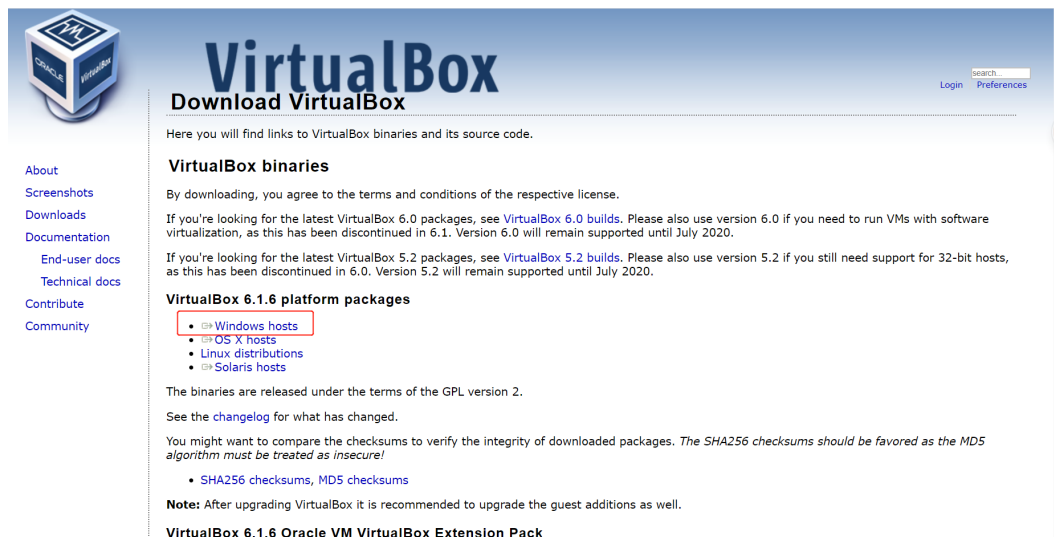 ORACLE
VirtualBox
VirtualBox
search...
Login Preferences
Download VirtualBox
Here you will find links to VirtualBox binaries and its source code.
About
Screenshots
Downloads
Documentation
End-user docs
Technical docs
Contribute
Community
VirtualBox binaries
By downloading, you agree to the terms and conditions of the respective license.
If you're looking for the latest VirtualBox 6.0 packages, see VirtualBox 6.0 builds. Please also use version 6.0 if you need to run VMs with software
virtualization, as this has been discontinued in 6.1. Version 6.0 will remain supported until July 2020.
If you're looking for the latest VirtualBox 5.2 packages, see VirtualBox 5.2 builds. Please also use version 5.2 if you still need support for 32-bit hosts,
as this has been discontinued in 6.0. Version 5.2 will remain supported until July 2020.
VirtualBox 6.1.6 platform packages
• Windows hosts
• OS X hosts
• Linux distributions
• Solaris hosts
The binaries are released under the terms of the GPL version 2.
See the changelog for what has changed.
You might want to compare the checksums to verify the integrity of downloaded packages. The SHA256 checksums should be favored as the MD5
algorithm must be treated as insecure!
• SHA256 checksums, MD5 checksums
Note: After upgrading VirtualBox it is recommended to upgrade the guest additions as well.
VirtualBox 6.1.6 Oracle VM VirtualBox Extension Pack